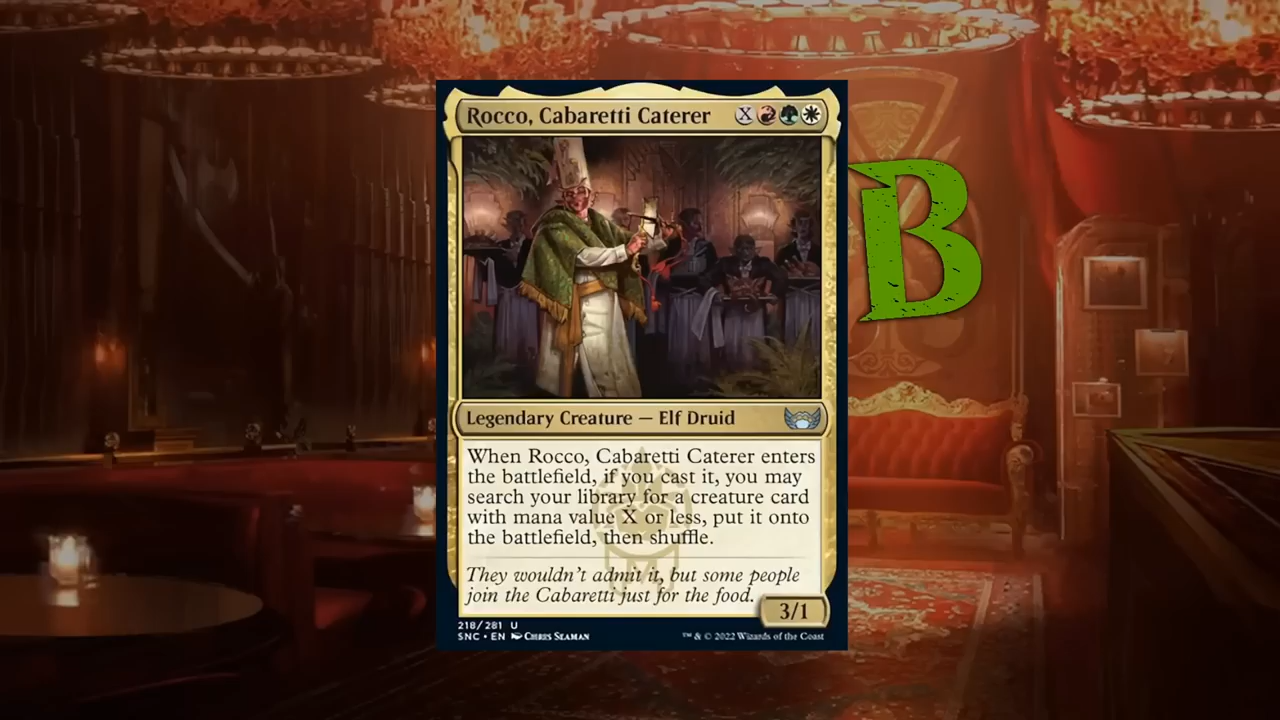 Rocco, Cabaretti Caterer X
B
Legendary Creature — Elf Druid
When Rocco, Cabaretti Caterer enters
the battlefield, if you cast it, you may
search your library for a creature card
with mana value X or less, put it onto
the battlefield, then shuffle.
They wouldn't admit it, but some people
join the Cabaretti just for the food.
3/1
218/281 U
SNC • EN Chris Seaman
™ & © 2022 Wizards of the Coast